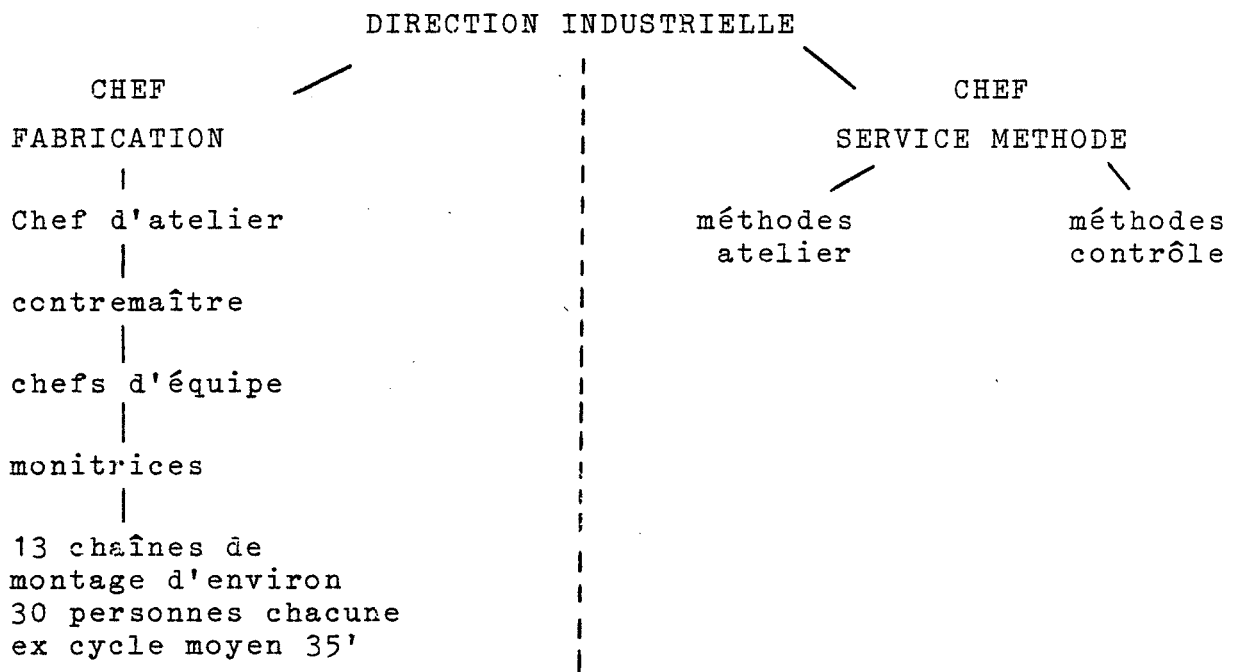 DIRECTION INDUSTRIELLE
CHEF
FABRICATION
Chef d'atelier
contremaître
chefs d'équipe
monitrices
13 chaînes de
montage d'environ
30 personnes chacune
ex cycle moyen 35'
CHEF
SERVICE METHODE
méthodes
atelier
méthodes
contrôle